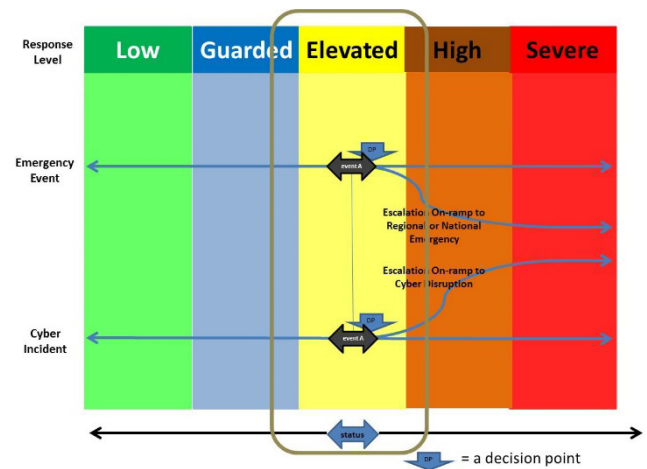 Response
Level
Low
Guarded
Elevated
High
Severe
Emergency
Event
DP
event A
Escalation On-ramp to
Regional or National
Emergency
Escalation On-ramp to
Cyber Disruption
Cyber
Incident
DP
event A
status
DP
= a decision point